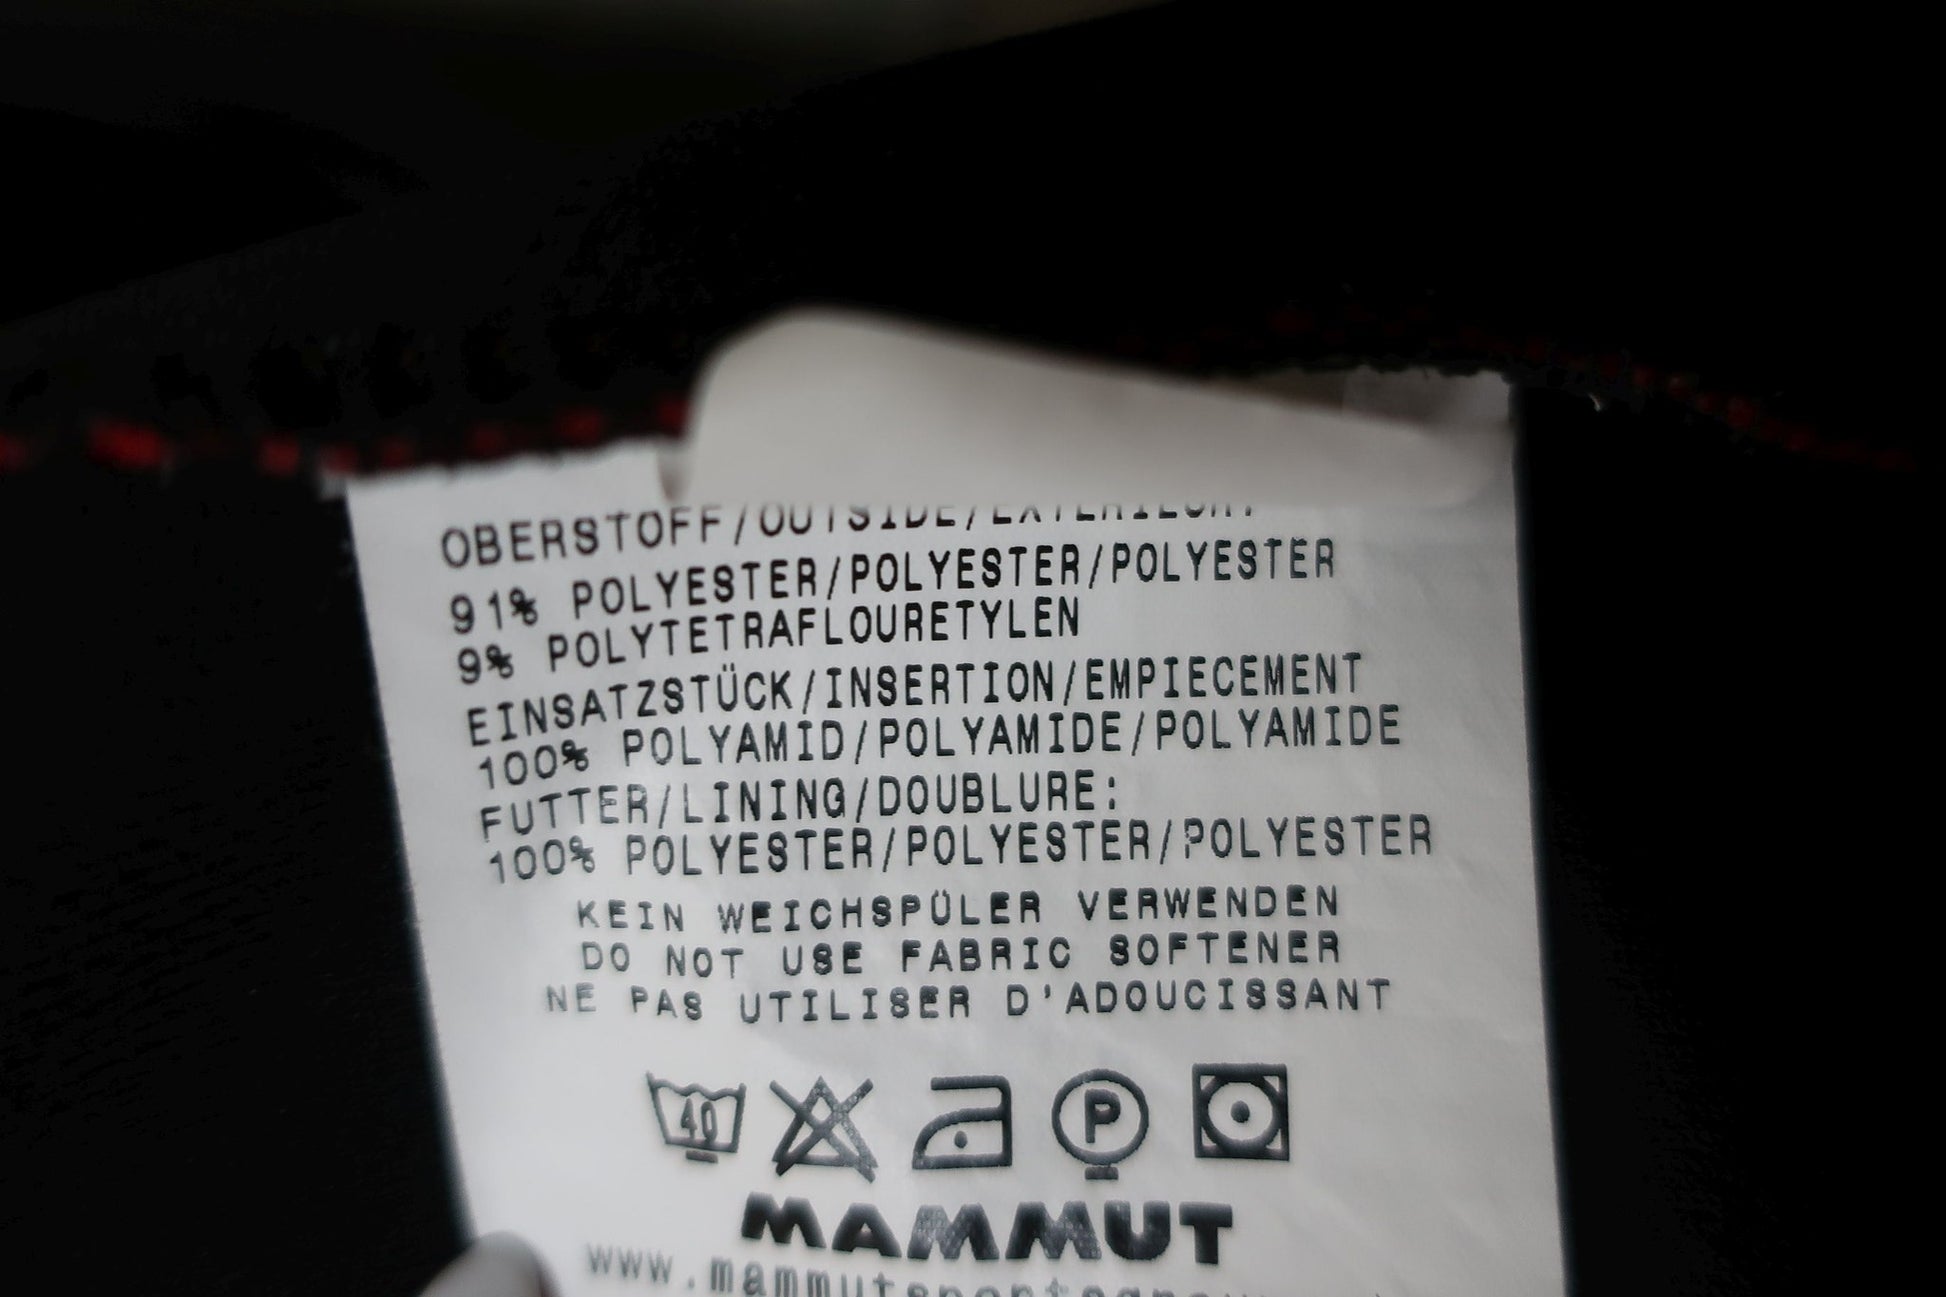 OBERSTOFF/OUTSIDE/EXTERIEUR:
91% POLYESTER/POLYESTER/POLYESTER
9% POLYTETRAFLOURETYLEN
EINSATZSTÜCK/INSERTION/EMPIECEMENT
100% POLYAMID/POLYAMIDE/POLYAMIDE
FUTTER/LINING/DOUBLURE:
100% POLYESTER/POLYESTER/POLYESTER
KEIN WEICHSPÜLER VERWENDEN
DO NOT USE FABRIC SOFTENER
NE PAS UTILISER D'ADOUCISSANT
40 P
MAMMUT